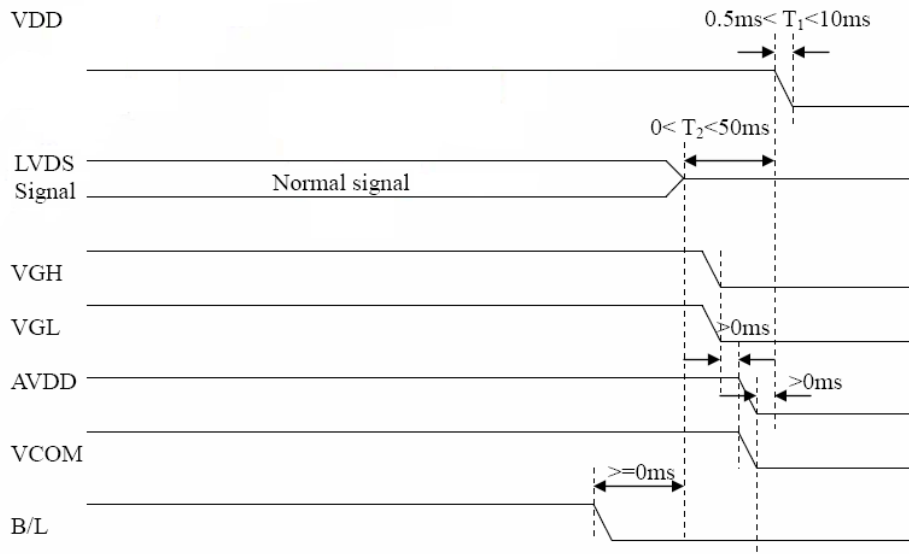 VDD
0.5ms< T₁<10ms
0< T₂<50ms
LVDS
Signal
Normal signal
VGH
VGL
>0ms
AVDD
>0ms
VCOM
>=0ms
B/L